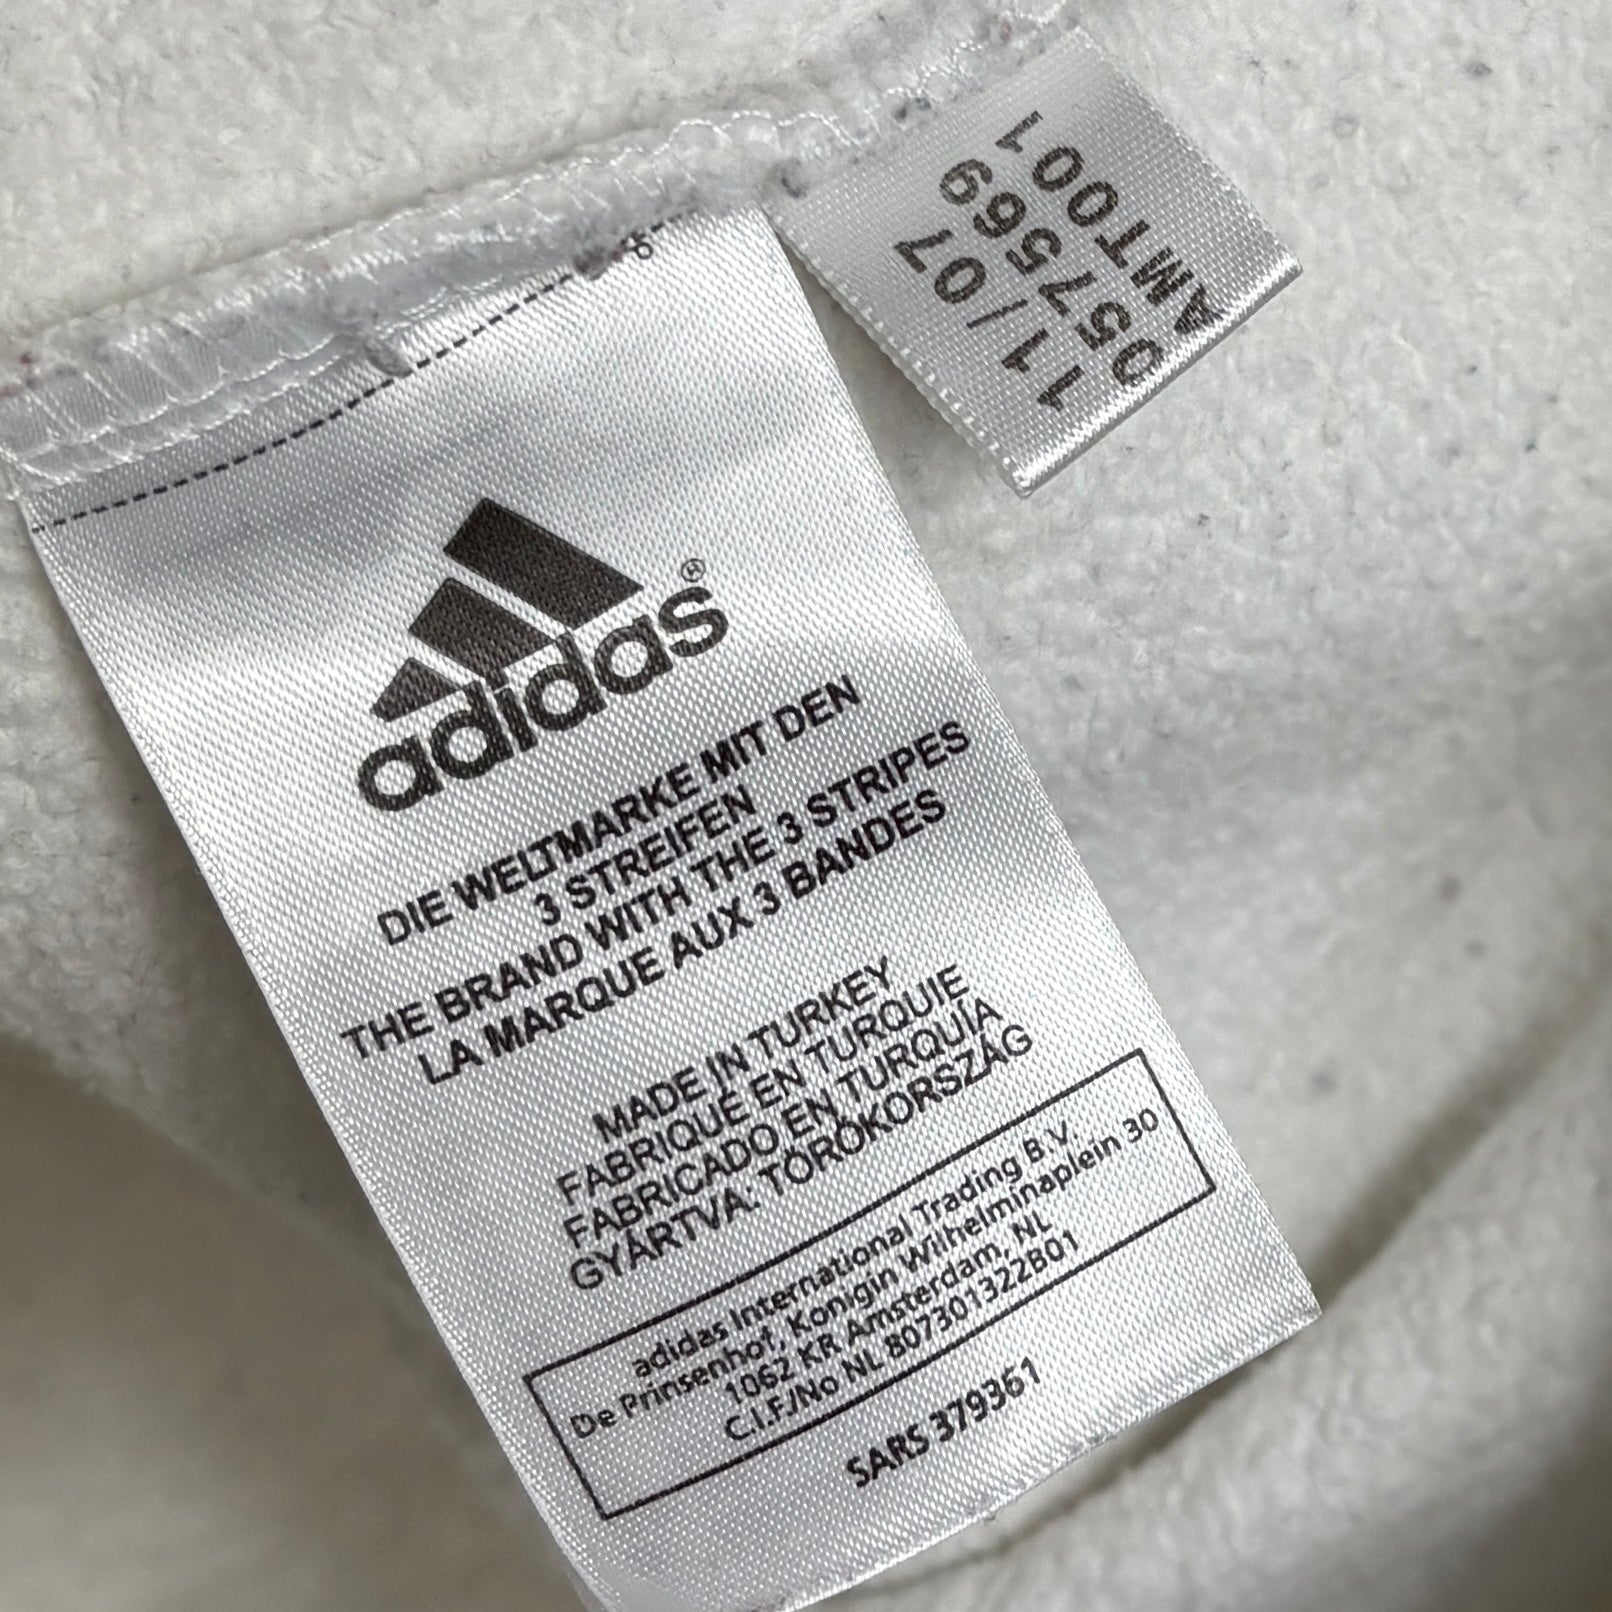 adidas®
DIE WELTMARKE MIT DEN
3 STREIFEN
THE BRAND WITH THE 3 STRIPES
LA MARQUE AUX 3 BANDES
MADE IN TURKEY
FABRIQUÉ EN TURQUIE
FABRICADO EN TURQUÍA
GYÁRTVA: TÖRÖKORSZÁG
adidas International Trading B.V.
De Prinsenhof, Konigin Wilhelminaplein 30
1062 KR Amsterdam, NL
C.I.F./No NL 807301322B01
SARS 379361
11/07
057569
AMT001